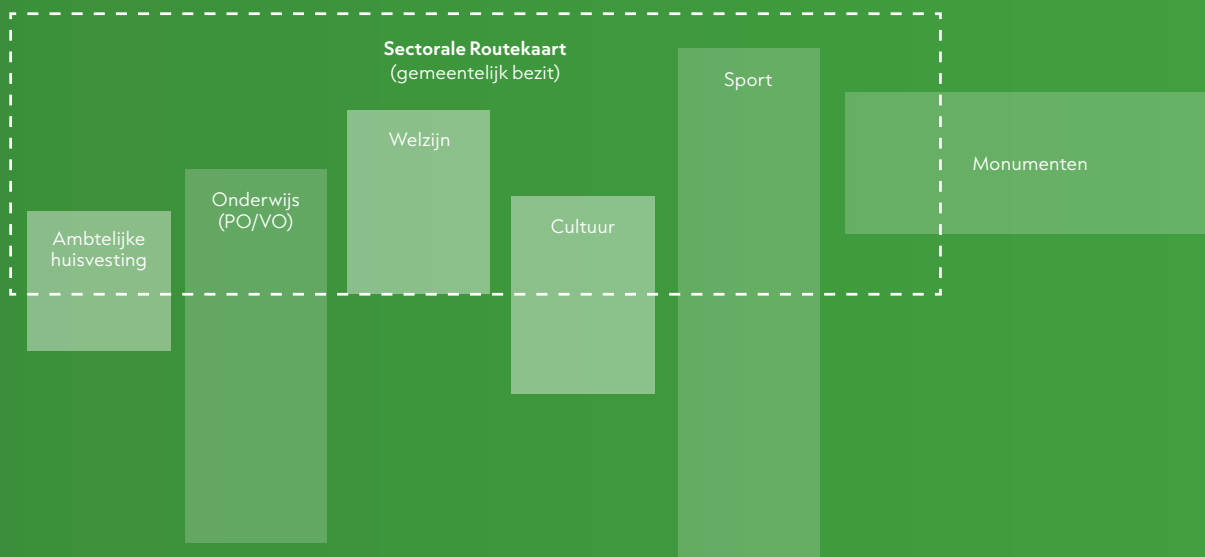 Sectorale Routekaart
(gemeentelijk bezit)
Sport
Welzijn
Monumenten
Onderwijs
(PO/VO)
Cultuur
Ambtelijke
huisvesting